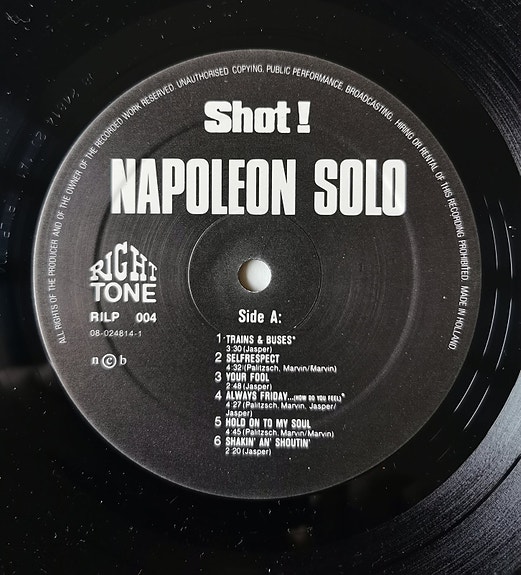 ALL RIGHTS OF THE PRODUCER AND OF THE OWNER OF THE RECORDED WORK RESERVED. UNAUTHORISED COPYING, PUBLIC PERFORMANCE, BROADCASTING, HIRING OR RENTAL OF THIS RECORDING PROHIBITED. MADE IN HOLLAND
Shot!
NAPOLEON SOLO
RIGHT
TONE
RILP 004
08-024814-1
n©b
Side A:
1 TRAINS & BUSES*
3:30 (Jasper)
2 SELFRESPECT
4:32 (Palitzsch, Marvin/Marvin)
3 YOUR FOOL
2:48 (Jasper)
4 ALWAYS FRIDAY...(HOW DO YOU FEEL)*
4:27 (Palitzsch, Marvin, Jasper/
Jasper)
5 HOLD ON TO MY SOUL
4:45 (Palitzsch, Marvin/Marvin)
6 SHAKIN' AN' SHOUTIN'
2:20 (Jasper)